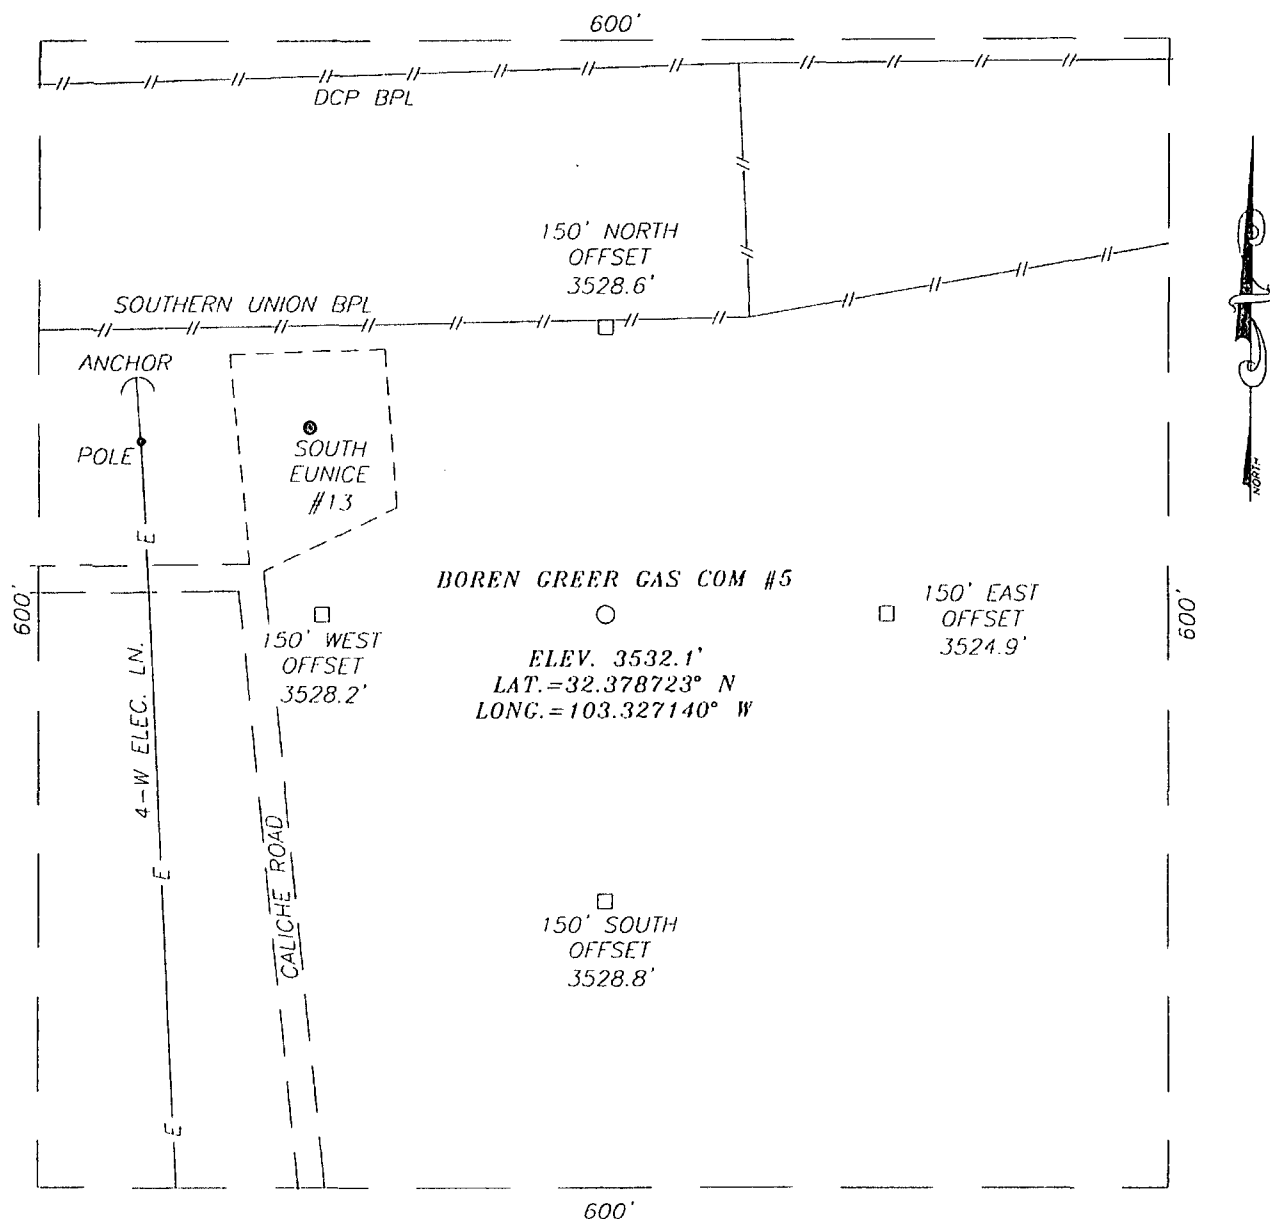 600'
DCP BPL
150' NORTH
OFFSET
3528.6'
SOUTHERN UNION BPL
ANCHOR
POLE
SOUTH
EUNICE
#13
NORTH
E
600'
BOREN GREER GAS COM #5
150' EAST
OFFSET
3524.9'
600'
150' WEST
OFFSET
3528.2'
ELEV. 3532.1'
LAT.=32.378723° N
LONG.=103.327140° W
4-W ELEC. LN.
E
CALICHE ROAD
150' SOUTH
OFFSET
3528.8'
E
600'